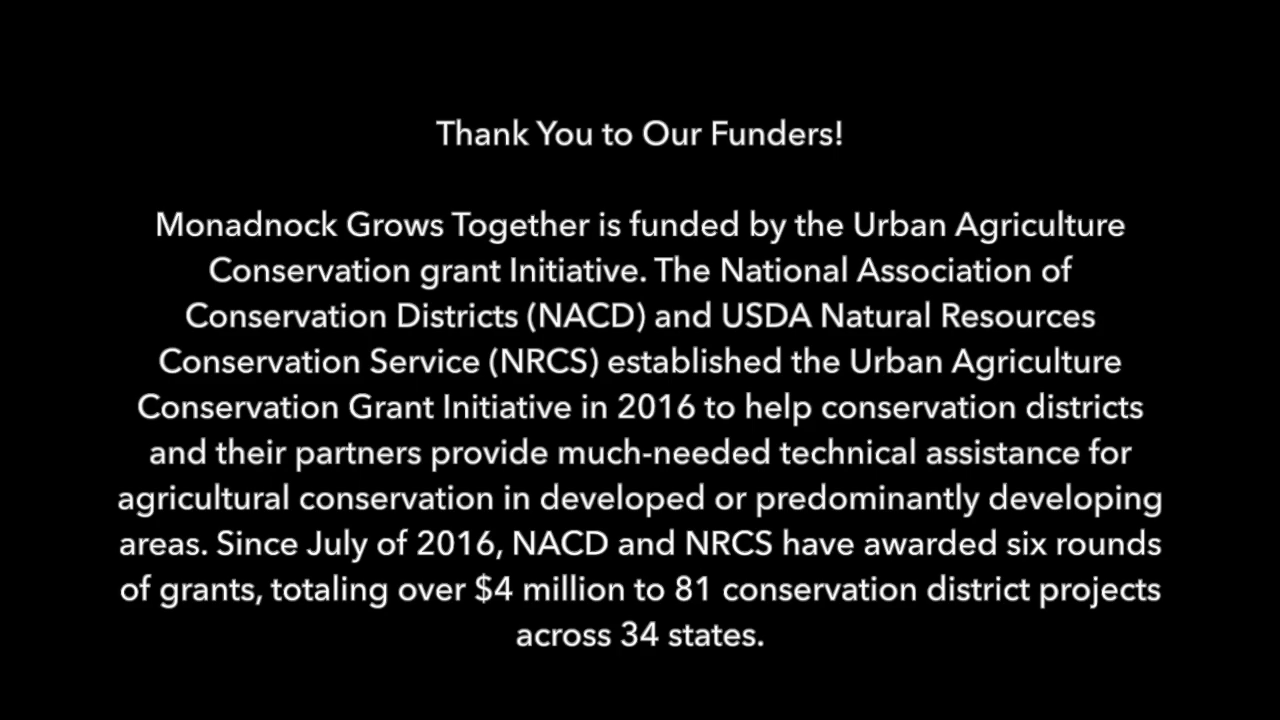 Thank You to Our Funders!
Monadnock Grows Together is funded by the Urban Agriculture
Conservation grant Initiative. The National Association of
Conservation Districts (NACD) and USDA Natural Resources
Conservation Service (NRCS) established the Urban Agriculture
Conservation Grant Initiative in 2016 to help conservation districts
and their partners provide much-needed technical assistance for
agricultural conservation in developed or predominantly developing
areas. Since July of 2016, NACD and NRCS have awarded six rounds
of grants, totaling over $4 million to 81 conservation district projects
across 34 states.